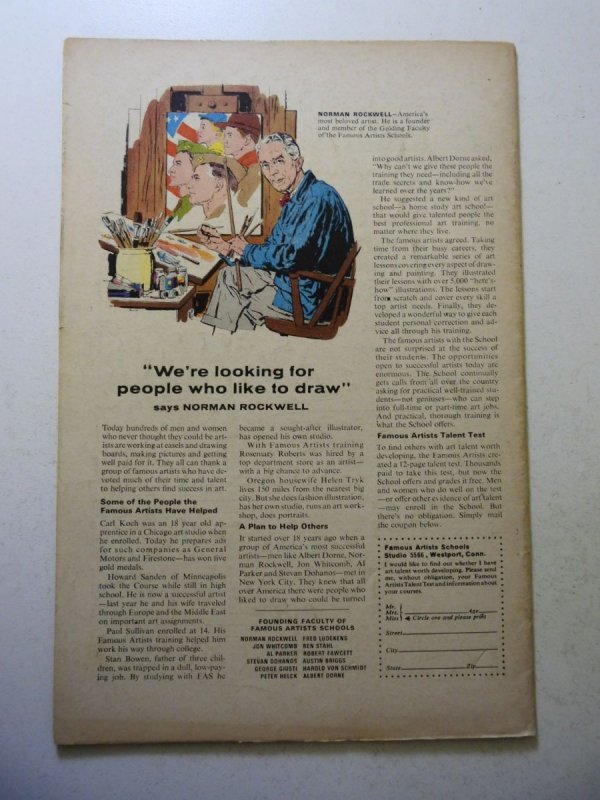 NORMAN ROCKWELL—America's
most beloved artist. He is a founder
and member of the Guiding Faculty
of the Famous Artists Schools.
"We're looking for
people who like to draw"
says NORMAN ROCKWELL
Today hundreds of men and women
who never thought they could be art-
ists are working at easels and drawing
boards, making pictures and getting
well paid for it. They all can thank a
group of famous artists who have de-
voted much of their time and talent
to helping others find success in art.
Some of the People the
Famous Artists Have Helped
Carl Koch was an 18 year old ap-
prentice in a Chicago art studio when
he enrolled. Today he prepares ads
for such companies as General
Motors and Firestone—has won five
gold medals.
Howard Sanden of Minneapolis
took the Course while still in high
school. He is now a successful artist
—last year he and his wife traveled
through Europe and the Middle East
on important art assignments.
Paul Sullivan enrolled at 14. His
Famous Artists training helped him
work his way through college.
Stan Bowen, father of three chil-
dren, was trapped in a dull, low-pay-
ing job. By studying with FAS he
became a sought-after illustrator,
has opened his own studio.
With Famous Artists training
Rosemary Roberts was hired by a
top department store as an artist—
with a big chance to advance.
Oregon housewife Helen Tryk
lives 150 miles from the nearest big
city. But she does fashion illustration,
has her own studio, runs an art work-
shop, does portraits.
A Plan to Help Others
It started over 18 years ago when a
group of America's most successful
artists—men like Albert Dorne, Nor-
man Rockwell, Jon Whitcomb, Al
Parker and Stevan Dohanos—met in
New York City. They knew that all
over America there were people who
liked to draw who could be turned
FOUNDING FACULTY OF
FAMOUS ARTISTS SCHOOLS
NORMAN ROCKWELL FRED LUDEKENS
JON WHITCOMB BEN STAHL
AL PARKER ROBERT FAWCETT
STEVAN DOHANOS AUSTIN BRIGGS
GEORGE GIUSTI HAROLD VON SCHMIDT
PETER HELCK ALBERT DORNE
into good artists. Albert Dorne asked,
"Why can't we give these people the
training they need—including all the
trade secrets and know-how we've
learned over the years?"
He suggested a new kind of art
school—a home study art school—
that would give talented people the
best professional art training, no
matter where they live.
The famous artists agreed. Taking
time from their busy careers, they
created a remarkable series of art
lessons covering every aspect of draw-
ing and painting. They illustrated
their lessons with over 5,000 "here's-
how" illustrations. The lessons start
from scratch and cover every skill a
top artist needs. Finally, they de-
veloped a wonderful way to give each
student personal correction and ad-
vice all through his training.
The famous artists with the School
are not surprised at the success of
their students. The opportunities
open to successful artists today are
enormous. The School continually
gets calls from all over the country
asking for practical well-trained stu-
dents—not geniuses—who can step
into full-time or part-time art jobs.
And practical, thorough training is
what the School offers.
Famous Artists Talent Test
To find others with art talent worth
developing, the Famous Artists cre-
ated a 12-page talent test. Thousands
paid to take this test, but now the
School offers and grades it free. Men
and women who do well on the test
—or offer other evidence of art talent
—may enroll in the School. But
there's no obligation. Simply mail
the coupon below.
Famous Artists Schools
Studio 5586, Westport, Conn.
I would like to find out whether I have
art talent worth developing. Please send
me, without obligation, your Famous
Artists Talent Test and information about
your courses.
Mr.
Mrs. Age
Miss Circle one and please print
Street
City
State Zip